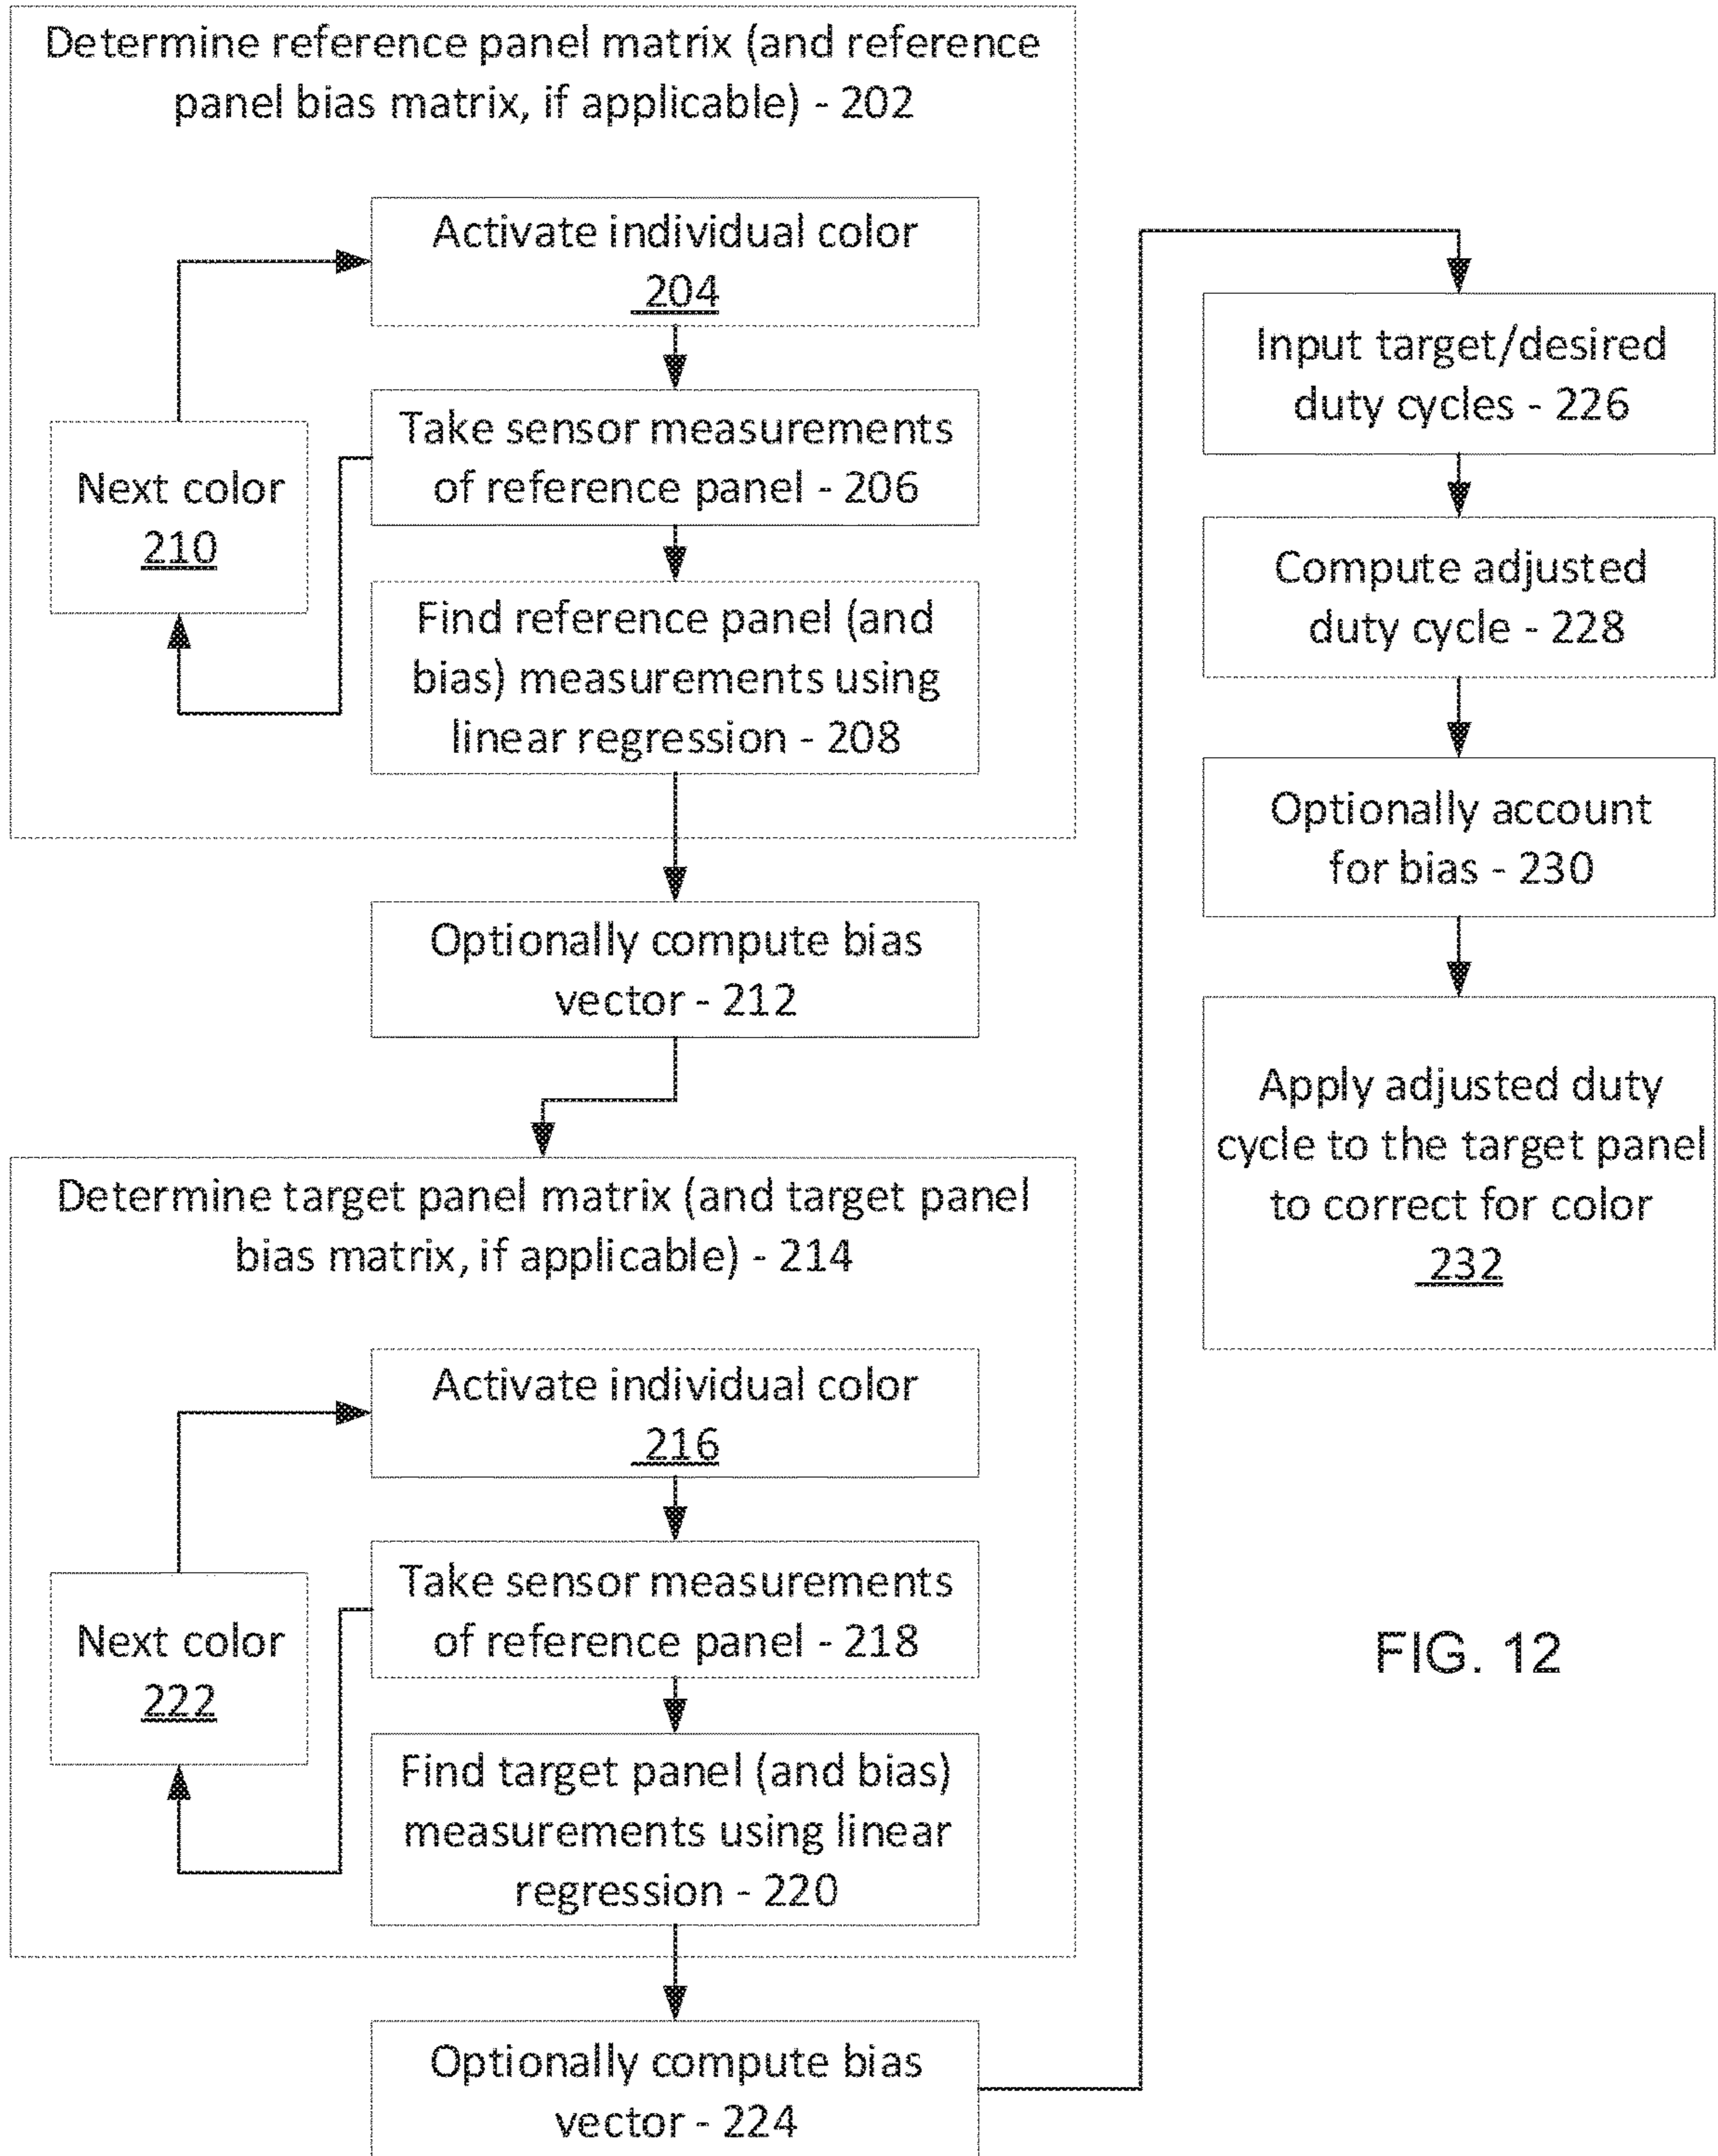 Determine reference panel matrix (and reference
panel bias matrix, if applicable) - 202
Activate individual color
204
Take sensor measurements
of reference panel - 206
Next color
210
Find reference panel (and
bias) measurements using
linear regression - 208
Optionally compute bias
vector - 212
Determine target panel matrix (and target panel
bias matrix, if applicable) - 214
Activate individual color
216
Take sensor measurements
of reference panel - 218
Next color
222
Find target panel (and bias)
measurements using linear
regression - 220
Optionally compute bias
vector - 224
Input target/desired
duty cycles - 226
Compute adjusted
duty cycle - 228
Optionally account
for bias - 230
Apply adjusted duty
cycle to the target panel
to correct for color
232
FIG. 12